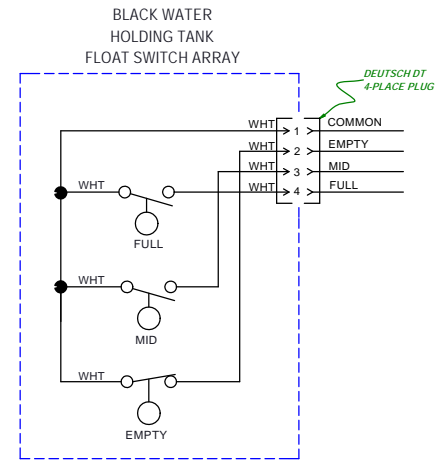 BLACK WATER
HOLDING TANK
FLOAT SWITCH ARRAY
DEUTSCH DT
4-PLACE PLUG
WHT 1 COMMON
WHT 2 EMPTY
WHT 3 MID
WHT WHT 4 FULL
FULL
WHT
MID
WHT
EMPTY